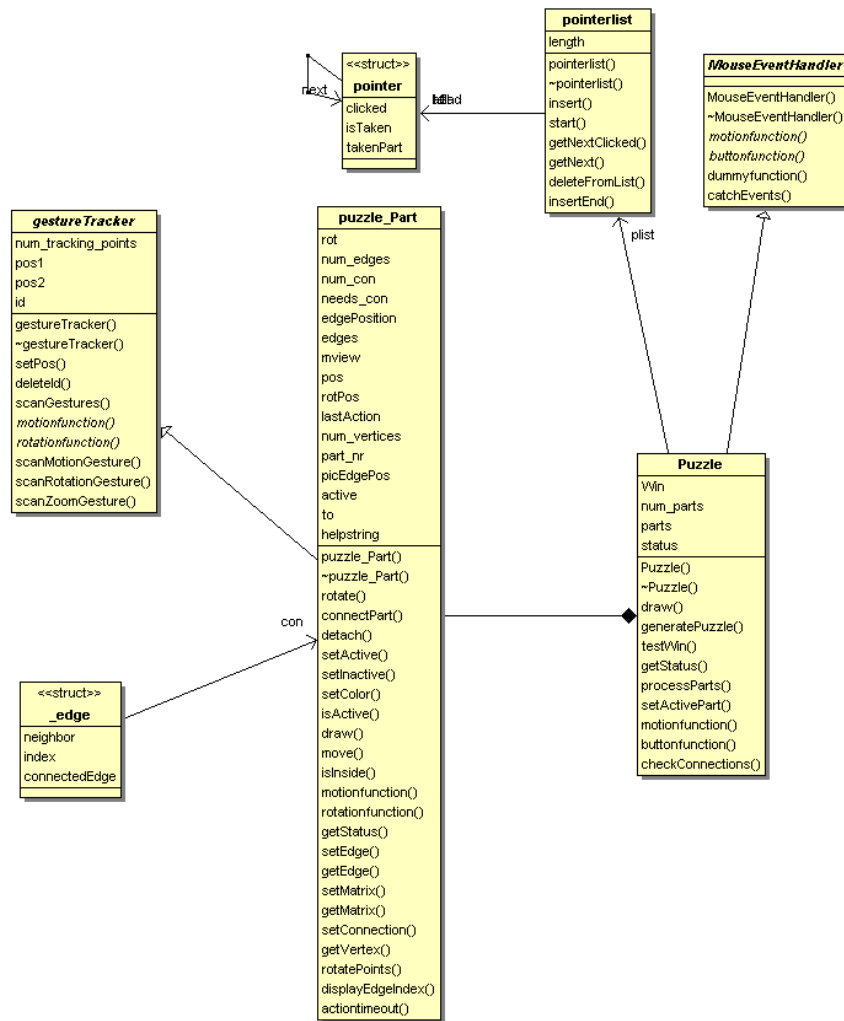 pointerlist
length
pointerlist()
~pointerlist()
insert()
start()
getNextClicked()
getNext()
deleteFromList()
insertEnd()
<<struct>>
pointer
clicked
isTaken
takenPart
next
MouseEventHandler
MouseEventHandler()
~MouseEventHandler()
motionfunction()
buttonfunction()
dummyfunction()
catchEvents()
gestureTracker
num_tracking_points
pos1
pos2
id
gestureTracker()
~gestureTracker()
setPos()
deleteId()
scanGestures()
motionfunction()
rotationfunction()
scanMotionGesture()
scanRotationGesture()
scanZoomGesture()
puzzle_Part
rot
num_edges
num_con
needs_con
edgePosition
edges
mview
pos
rotPos
lastAction
num_vertices
part_nr
picEdgePos
active
to
helpstring
puzzle_Part()
~puzzle_Part()
rotate()
connectPart()
detach()
setActive()
setInactive()
setColor()
isActive()
draw()
move()
isInside()
motionfunction()
rotationfunction()
getStatus()
setEdge()
getEdge()
setMatrix()
getMatrix()
setConnection()
getVertex()
rotatePoints()
displayEdgeIndex()
actiontimeout()
plist
Puzzle
Win
num_parts
parts
status
Puzzle()
~Puzzle()
draw()
generatePuzzle()
testWin()
getStatus()
processParts()
setActivePart()
motionfunction()
buttonfunction()
checkConnections()
con
<<struct>>
_edge
neighbor
index
connectedEdge